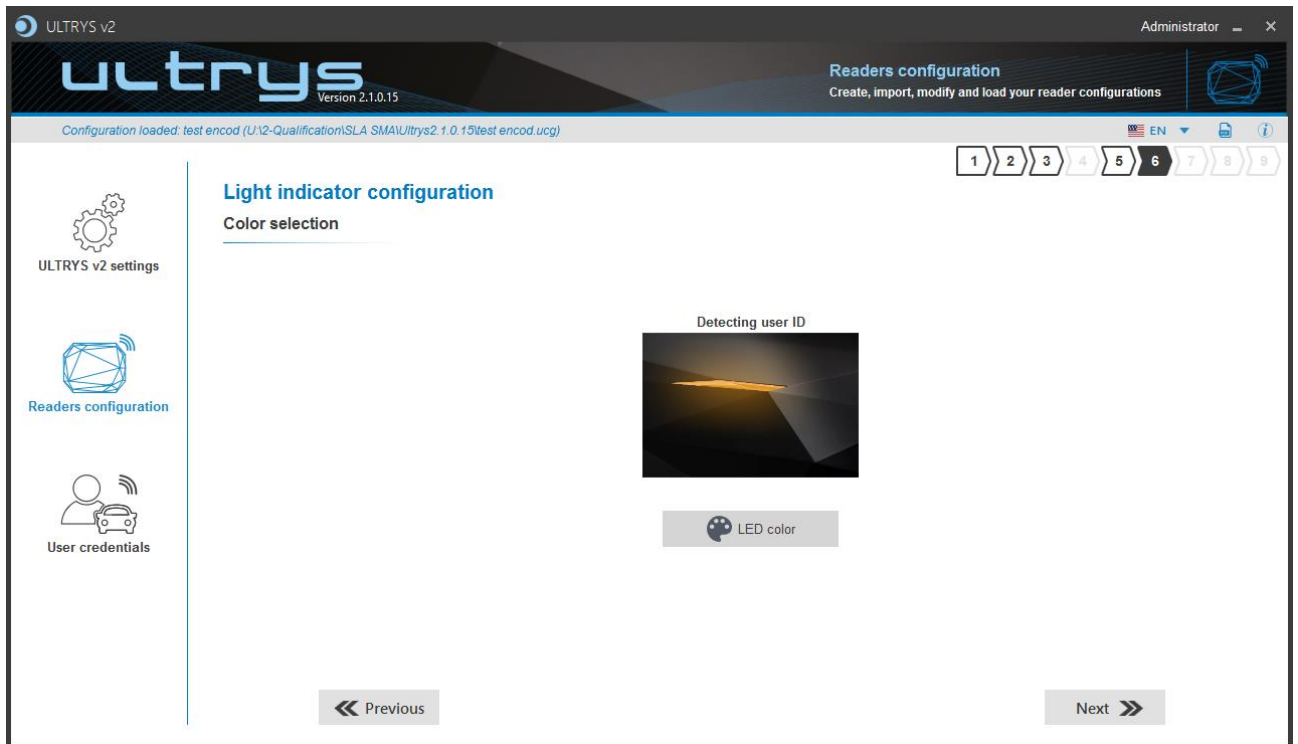 ULTRYS v2
Administrator
ultrys
Version 2.1.0.15
Readers configuration
Create, import, modify and load your reader configurations
Configuration loaded: test encod (U:\2-Qualification\SLA SMA\Ultrys2.1.0.15\test encod.ucg)
EN
1 2 3 4 5 6 7 8 9
Light indicator configuration
Color selection
ULTRYS v2 settings
Readers configuration
User credentials
Detecting user ID
LED color
Previous
Next